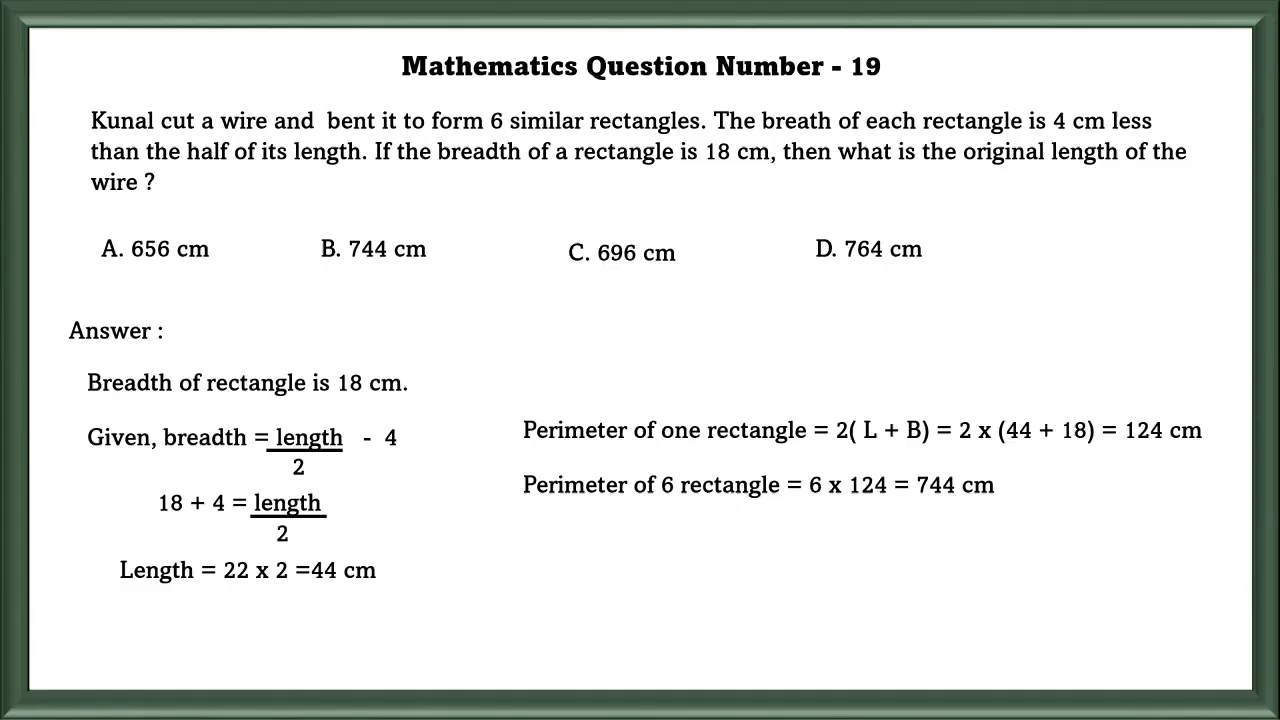 Mathematics Question Number - 19
Kunal cut a wire and  bent it to form 6 similar rectangles. The breath of each rectangle is 4 cm less
than the half of its length. If the breadth of a rectangle is 18 cm, then what is the original length of the
wire ?
A. 656 cm
B. 744 cm
C. 696 cm
D. 764 cm
Answer :
Breadth of rectangle is 18 cm.
Given, breadth = length - 4
2
18 + 4 = length
2
Length = 22 x 2 =44 cm
Perimeter of one rectangle = 2( L + B) = 2 x (44 + 18) = 124 cm
Perimeter of 6 rectangle = 6 x 124 = 744 cm